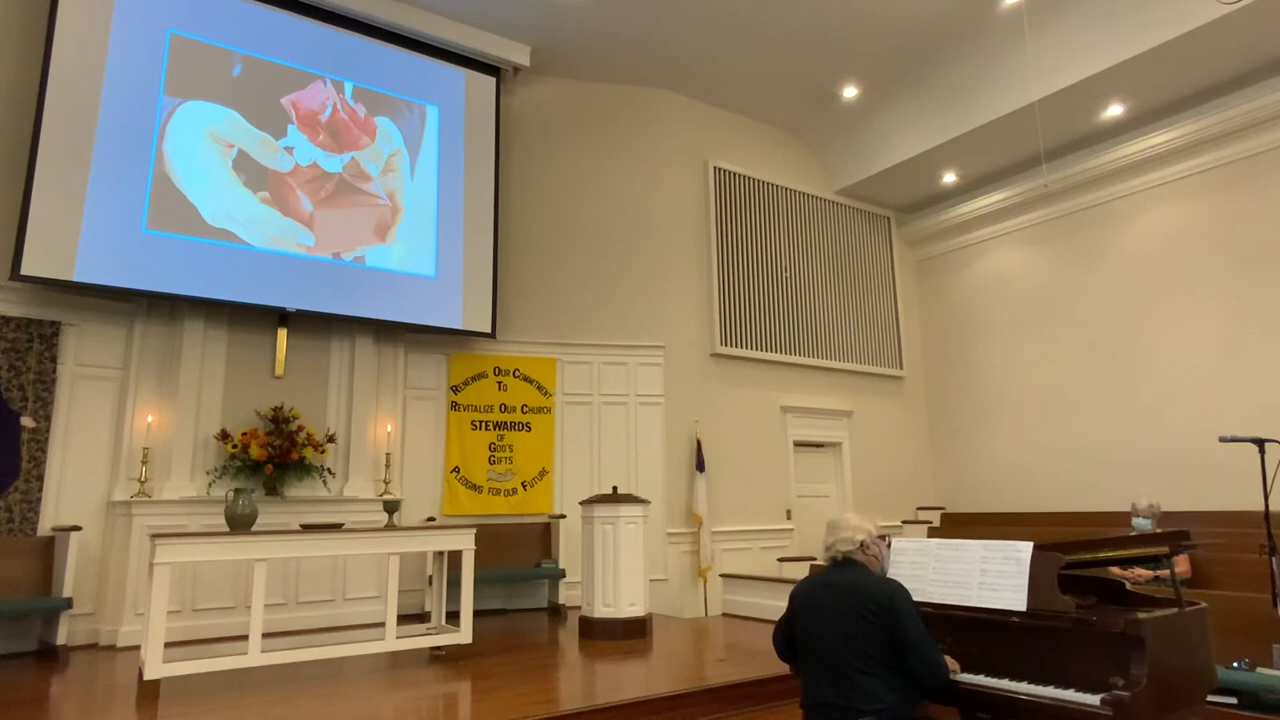 RENEWING OUR COMMITMENT
TO
REVITALIZE OUR CHURCH
STEWARDS
OF
GOD'S
GIFTS
PLEDGING FOR OUR FUTURE